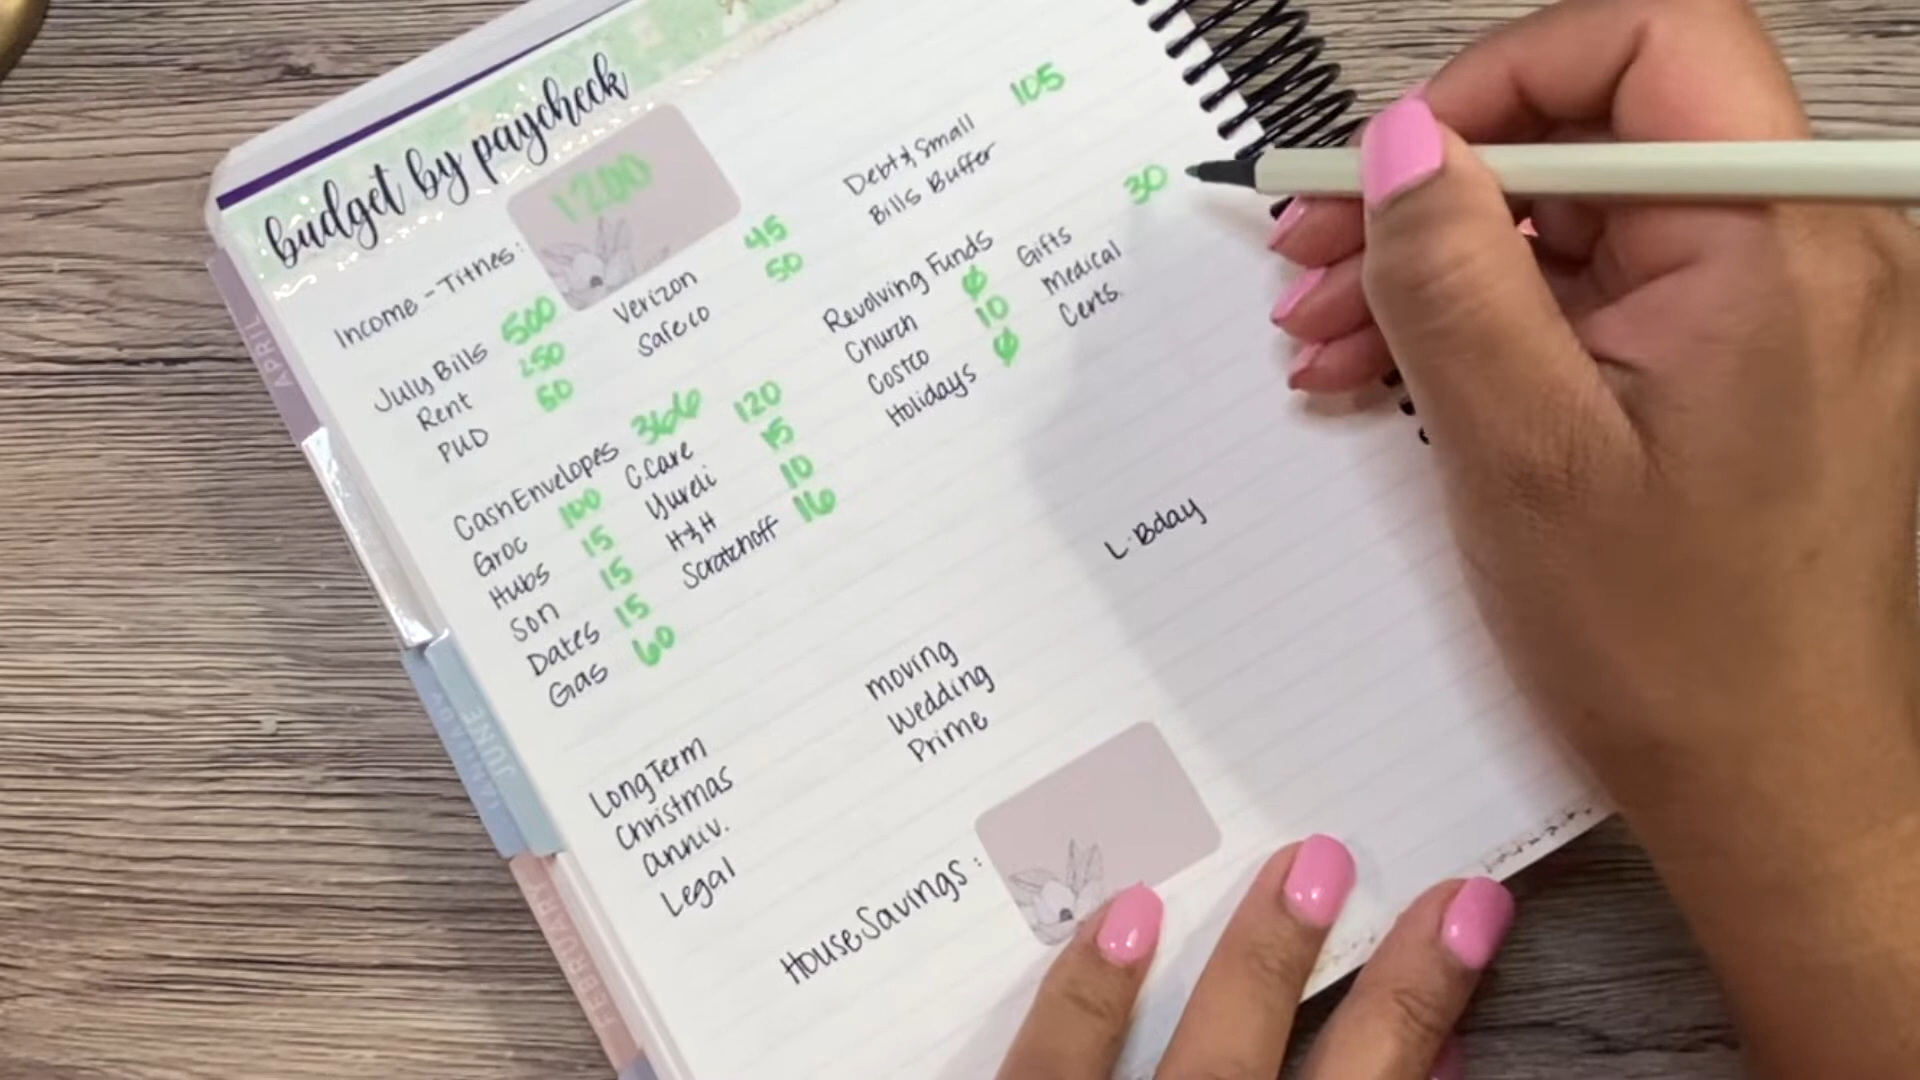 budget by paycheck
Income - Tithes: 1200
July Bills 500
Rent 250
PUD 50
Verizon 45
Safeco 50
Cash Envelopes 366
Groc 100
Hubs 15
Son 15
Dates 15
Gas 60
C.Care 120
Yureli 15
H&H 10
Scratchoff 16
Debt & Small 105
Bills Buffer
Revolving Funds
Church ∅
Costco 10
Holidays ∅
Gifts 30
Medical
Certs.
L. Bday
Long Term
Christmas
Anniv.
Legal
Moving
Wedding
Prime
House Savings:
APRIL
JANUARY
JUNE
FEBRUARY